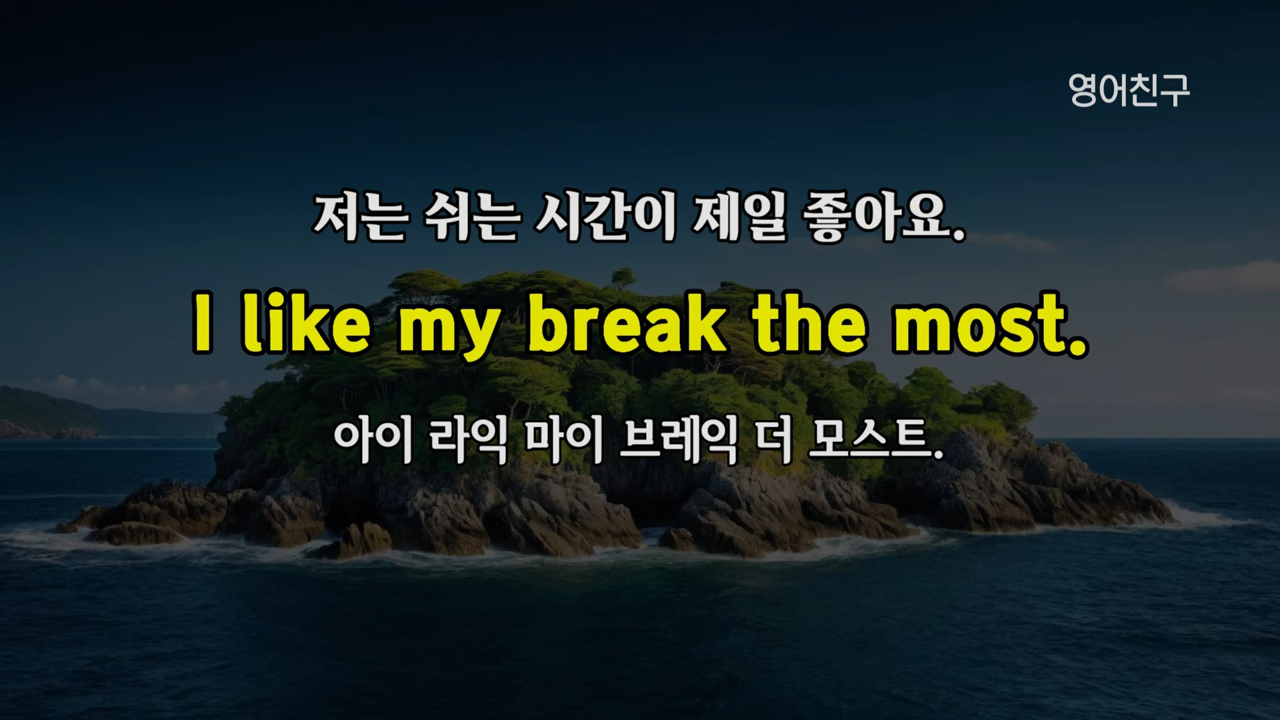 영어친구
저는 쉬는 시간이 제일 좋아요.
I like my break the most.
아이 라익 마이 브레익 더 모스트.